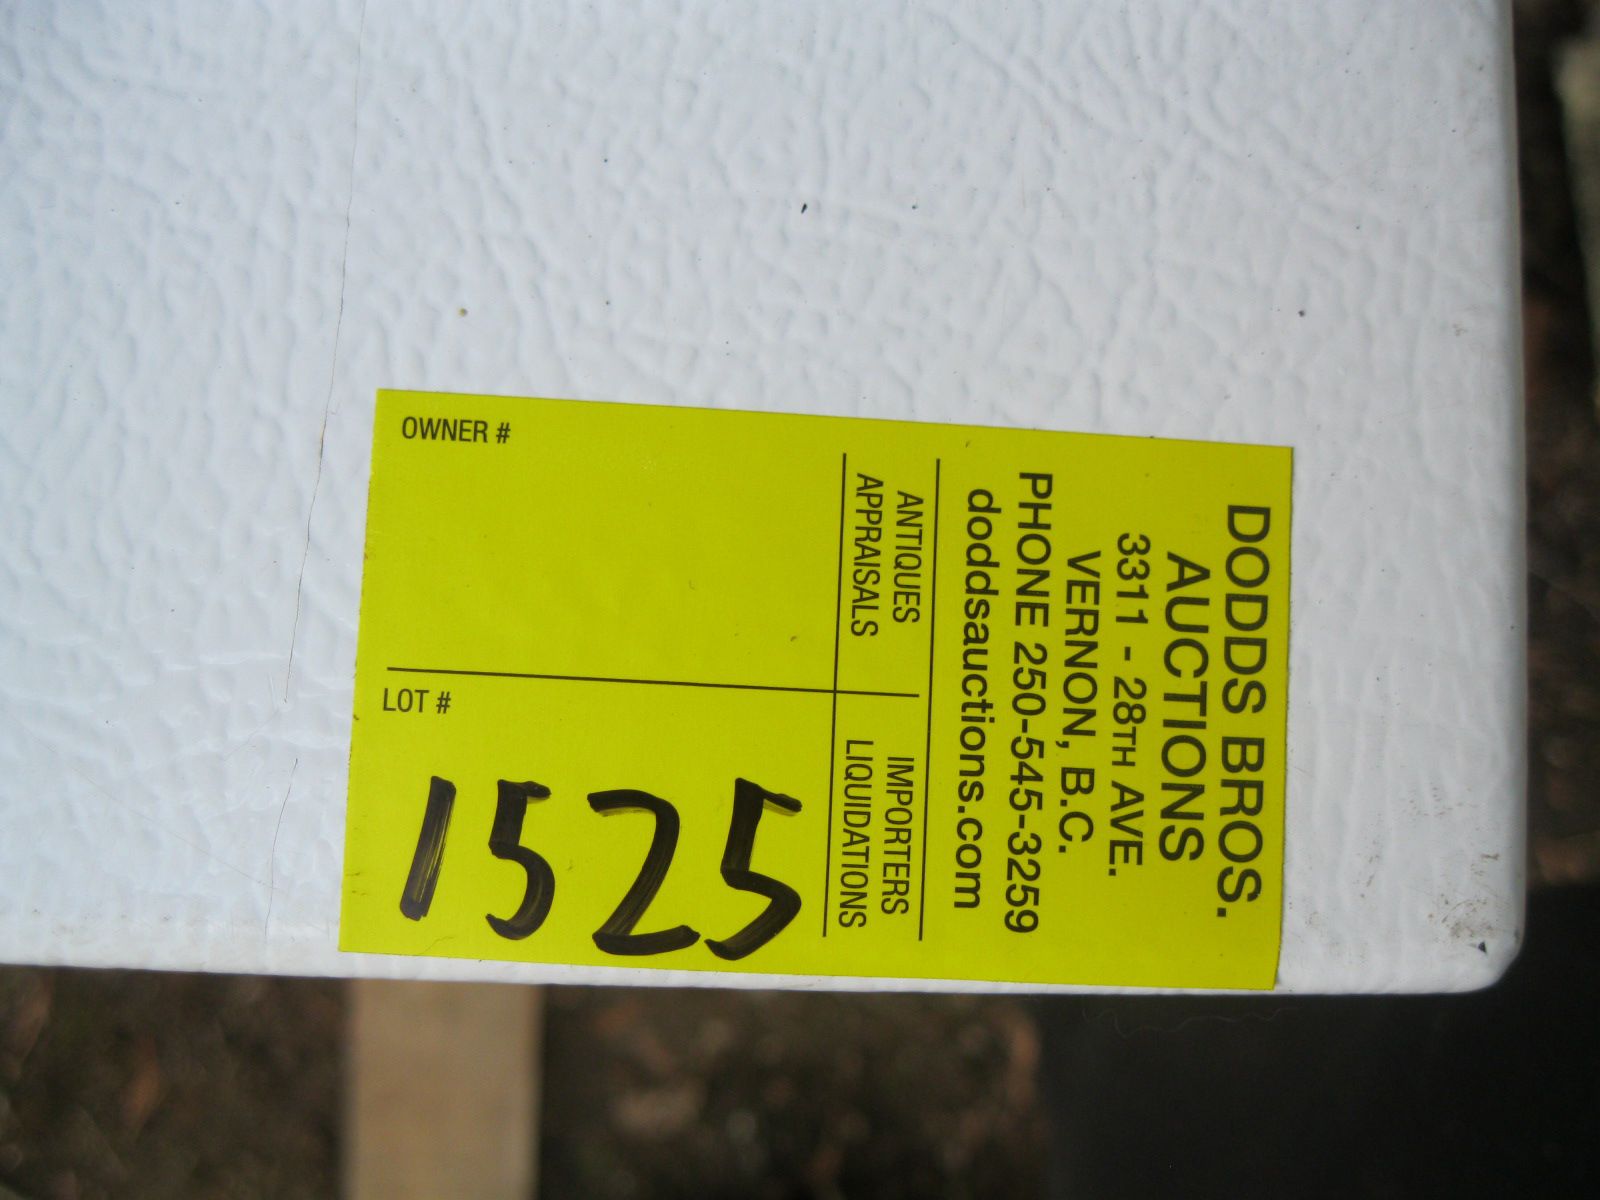 DODDS BROS.
AUCTIONS
3311 - 28TH AVE.
VERNON, B.C.
PHONE 250-545-3259
doddsauctions.com
ANTIQUES
APPRAISALS
IMPORTERS
LIQUIDATIONS
OWNER #
LOT #
1525